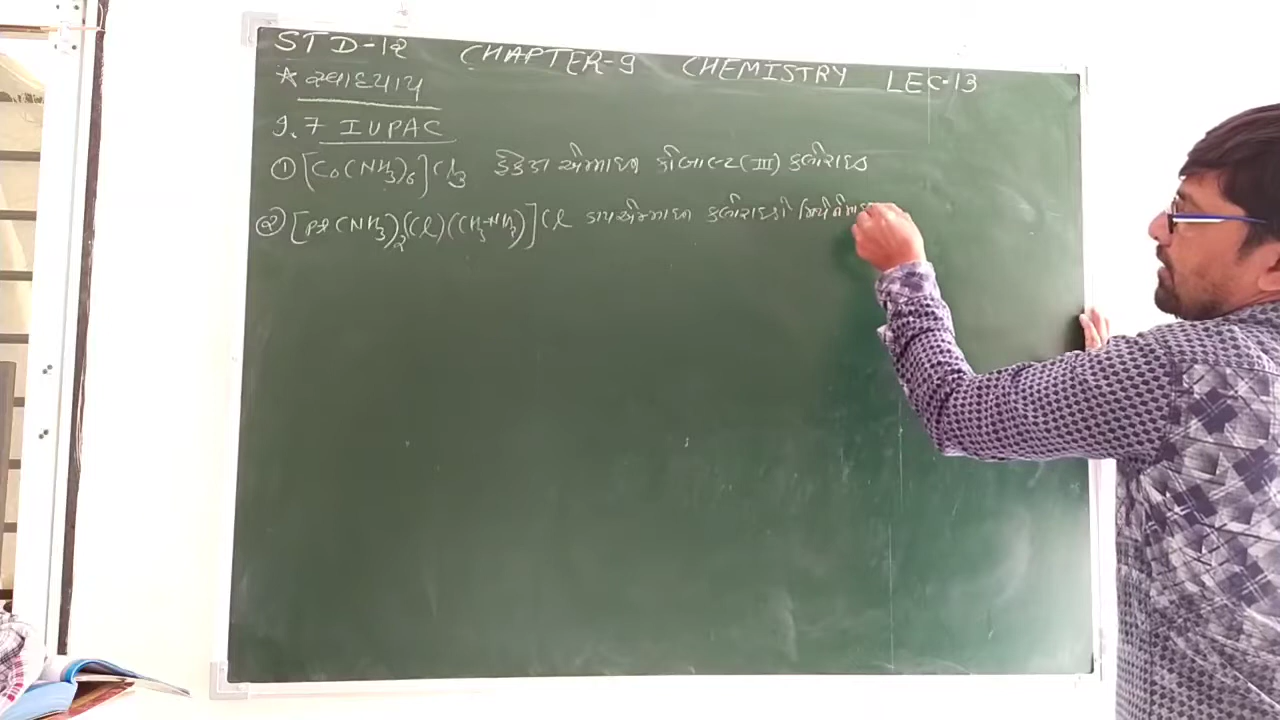 STD-12 CHAPTER-9 CHEMISTRY LEC-13
* સ્વાધ્યાય
9.7 IUPAC
① [Co(NH₃)₆]Cl₃ હેક્ઝાએમાઇન કોબાલ્ટ (III) ક્લોરાઇડ
② [Pt(NH₃)₂(Cl)(CH₃NH₂)]Cl ડાયએમ્માઇન ક્લોરાઇડો